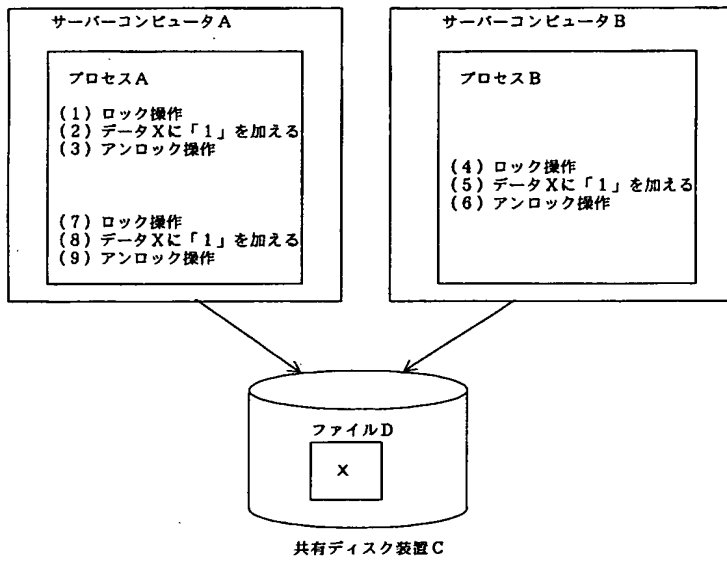 サーバーコンピュータA
プロセスA
(1) ロック操作
(2) データXに「1」を加える
(3) アンロック操作
(7) ロック操作
(8) データXに「1」を加える
(9) アンロック操作
サーバーコンピュータB
プロセスB
(4) ロック操作
(5) データXに「1」を加える
(6) アンロック操作
ファイルD
X
共有ディスク装置C